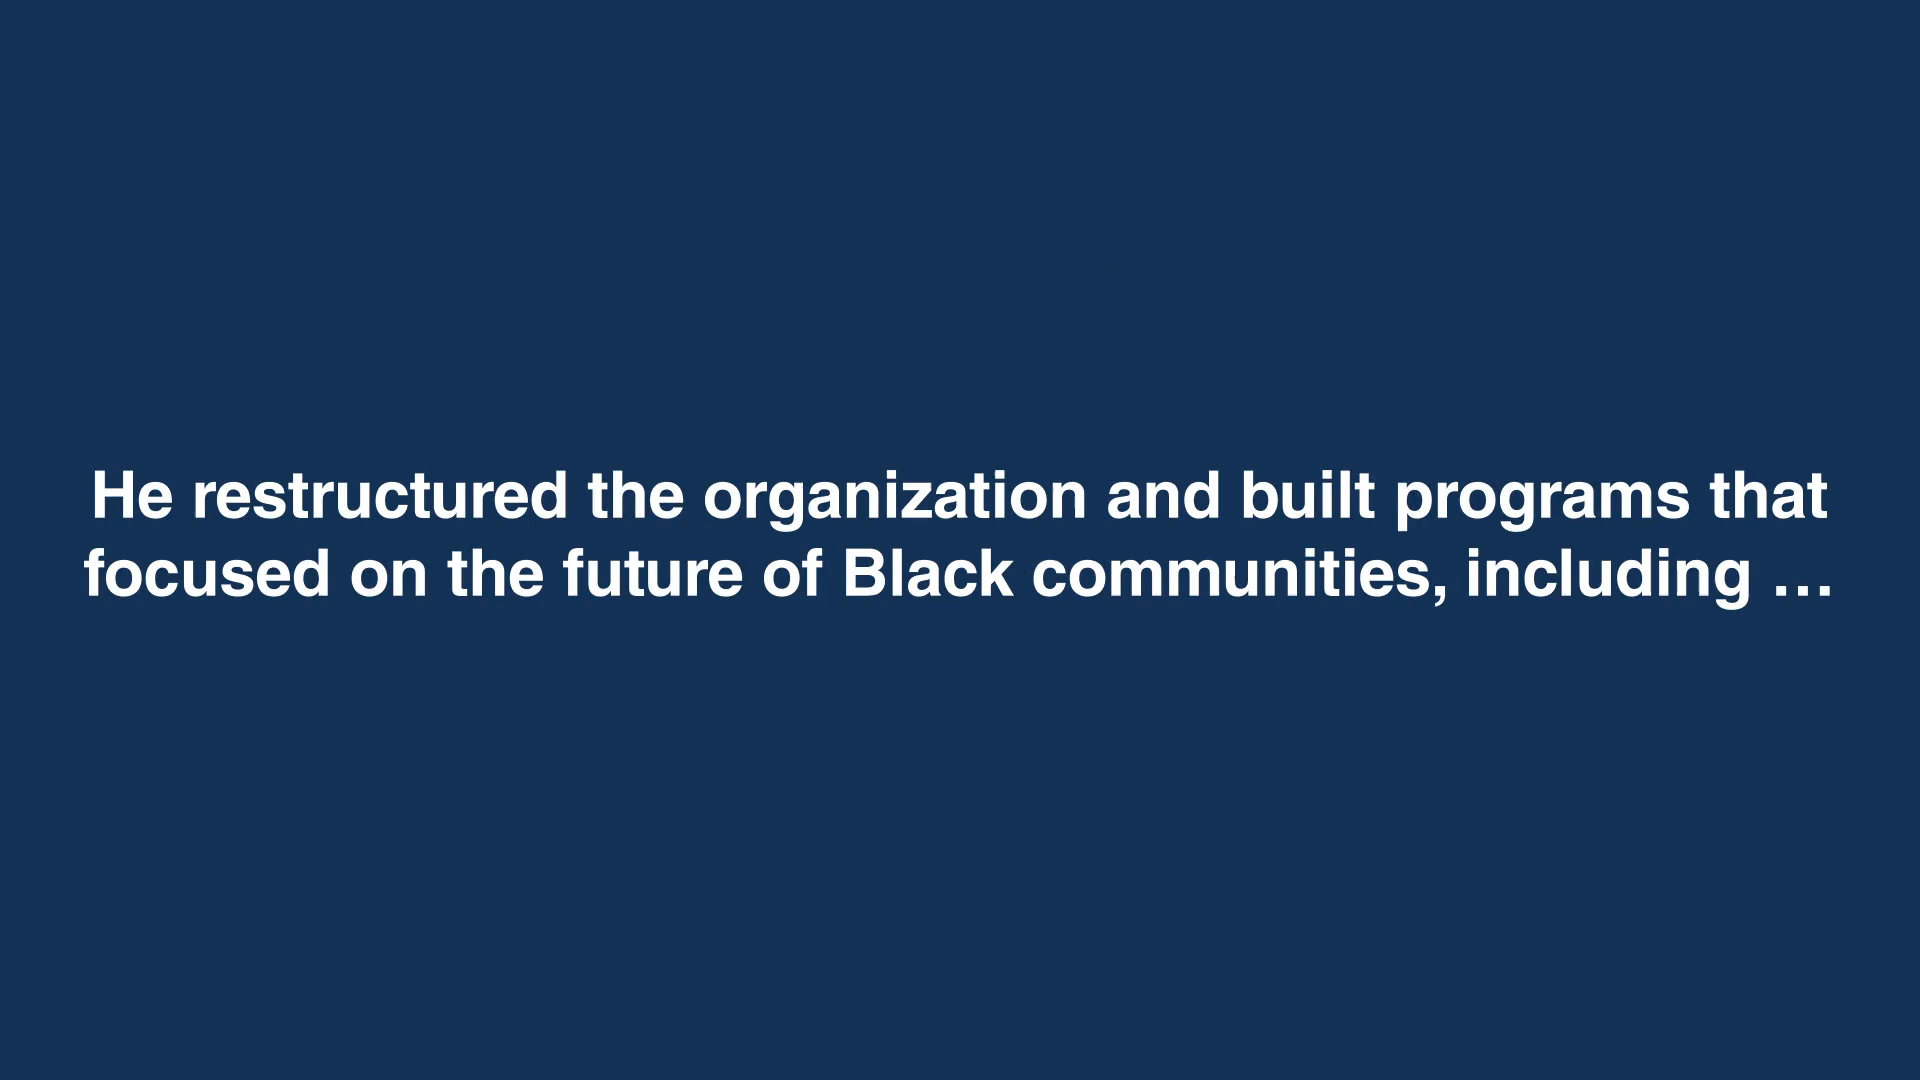 He restructured the organization and built programs that
focused on the future of Black communities, including …